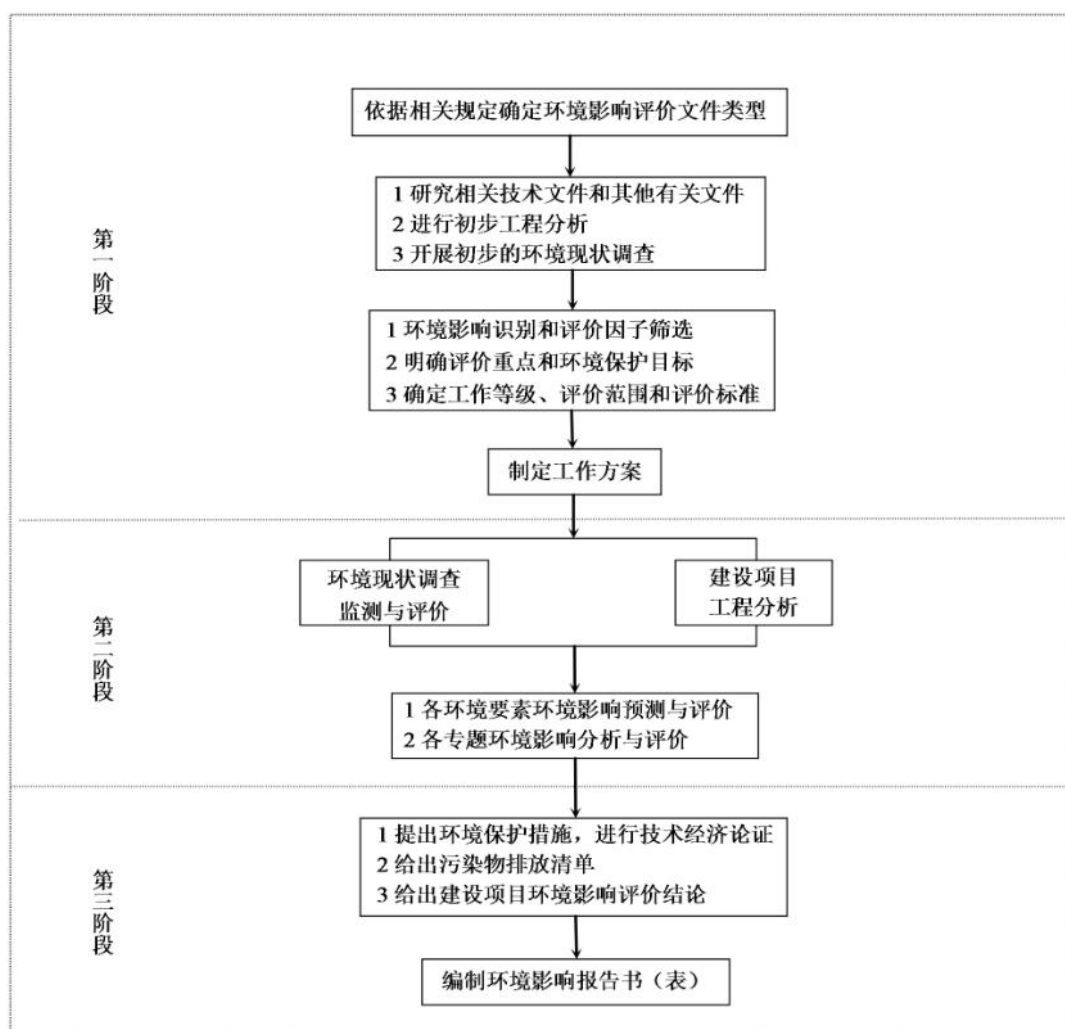 依据相关规定确定环境影响评价文件类型
1 研究相关技术文件和其他有关文件
2 进行初步工程分析
3 开展初步的环境现状调查
第一阶段
1 环境影响识别和评价因子筛选
2 明确评价重点和环境保护目标
3 确定工作等级、评价范围和评价标准
制定工作方案
环境现状调查
监测与评价
建设项目
工程分析
第二阶段
1 各环境要素环境影响预测与评价
2 各专题环境影响分析与评价
1 提出环境保护措施，进行技术经济论证
2 给出污染物排放清单
3 给出建设项目环境影响评价结论
第三阶段
编制环境影响报告书（表）